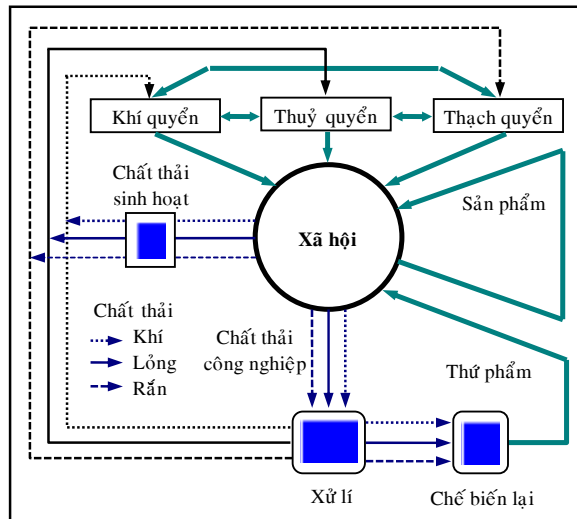 Khí quyển
Thuỷ quyển
Thạch quyển
Chất thải
sinh hoạt
Sản phẩm
Xã hội
Chất thải
Khí
Lỏng
Rắn
Chất thải
công nghiệp
Thứ phẩm
Xử lí
Chế biến lại